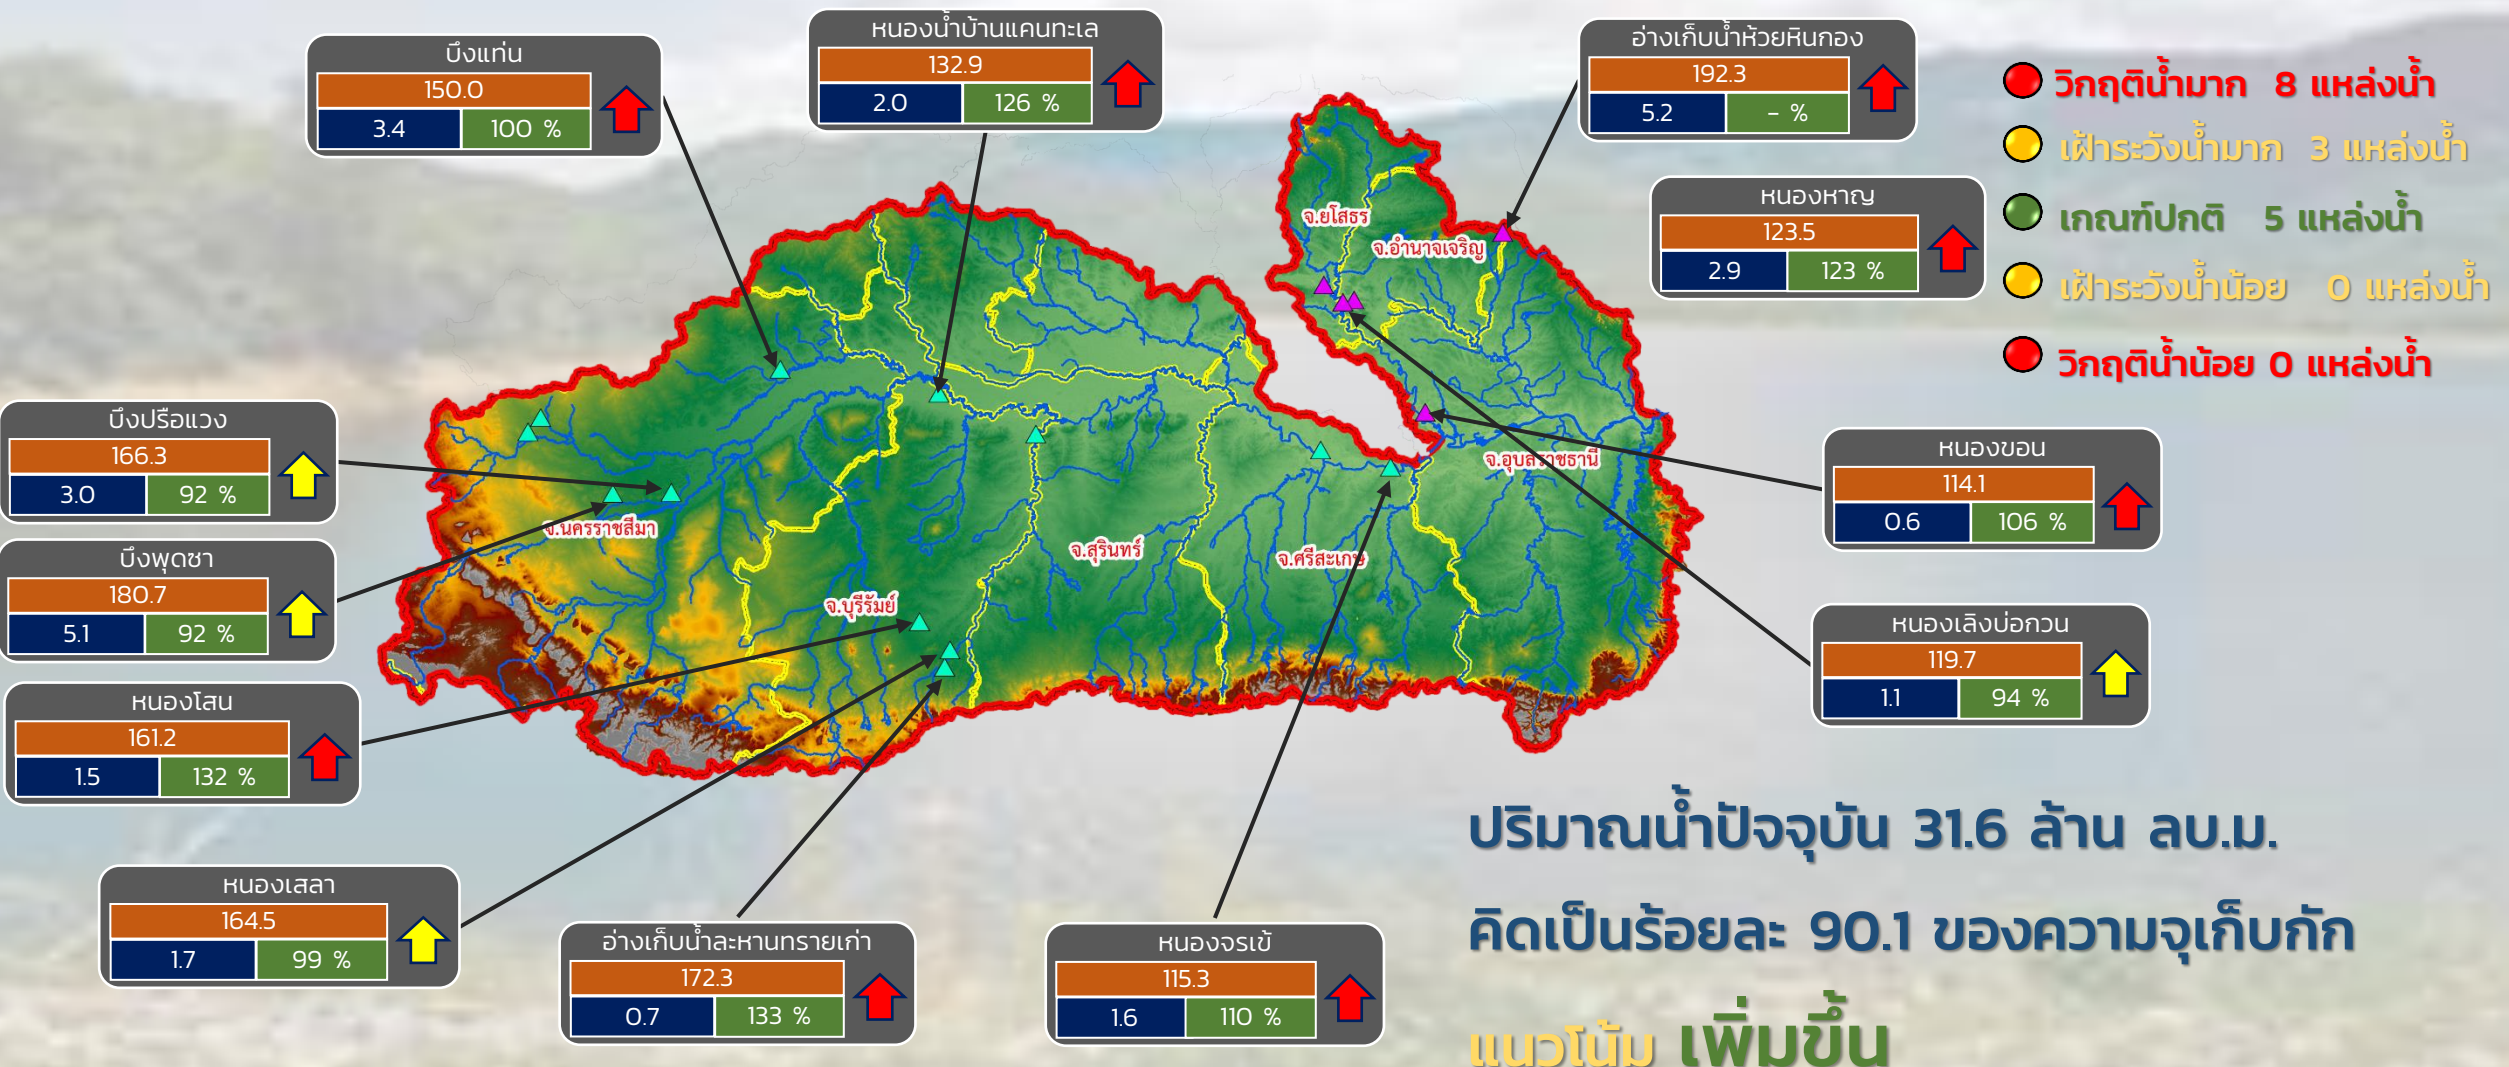 บึงแท่น
150.0
3.4 100 %
หนองน้ำบ้านแคนทะเล
132.9
2.0 126 %
อ่างเก็บน้ำห้วยหินกอง
192.3
5.2 - %
วิกฤติน้ำมาก 8 แหล่งน้ำ
เฝ้าระวังน้ำมาก 3 แหล่งน้ำ
เกณฑ์ปกติ 5 แหล่งน้ำ
เฝ้าระวังน้ำน้อย 0 แหล่งน้ำ
วิกฤติน้ำน้อย 0 แหล่งน้ำ
หนองหาญ
123.5
2.9 123 %
จ.ยโสธร
จ.อำนาจเจริญ
บึงปรือแวง
166.3
3.0 92 %
หนองขอน
114.1
0.6 106 %
จ.อุบลราชธานี
จ.นครราชสีมา
จ.สุรินทร์
จ.ศรีสะเกษ
จ.บุรีรัมย์
บึงพุดซา
180.7
5.1 92 %
หนองเลิงบ่อกวน
119.7
1.1 94 %
หนองโสน
161.2
1.5 132 %
หนองเสลา
164.5
1.7 99 %
อ่างเก็บน้ำละหานทรายเก่า
172.3
0.7 133 %
หนองจรเข้
115.3
1.6 110 %
ปริมาณน้ำปัจจุบัน 31.6 ล้าน ลบ.ม.
คิดเป็นร้อยละ 90.1 ของความจุเก็บกัก
แนวโน้ม เพิ่มขึ้น